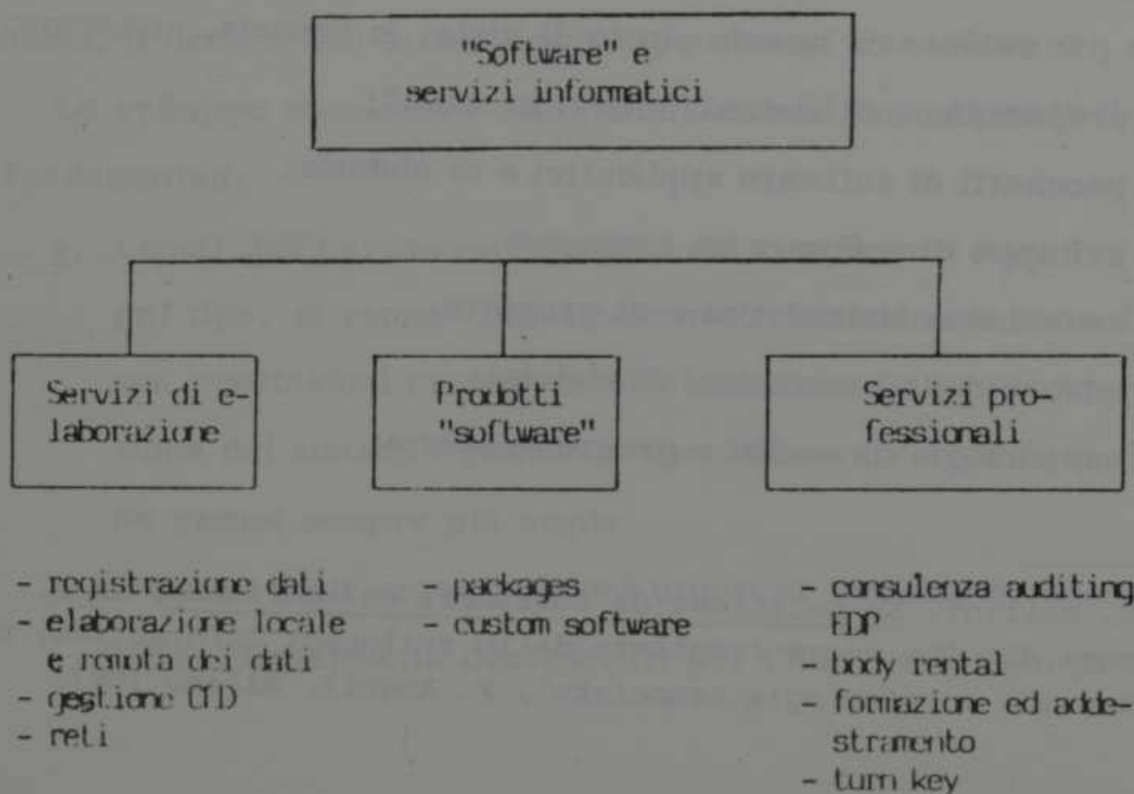 "Software" e
servizi informatici
Servizi di e-
laborazione
Prodotti
"software"
Servizi pro-
fessionali
- registrazione dati
- elaborazione locale
e remota dei dati
- gestione
- reti
- packages
- custom software
- consulenza auditing
EDP
- body rental
- formazione ed adde-
stramento
- turn key